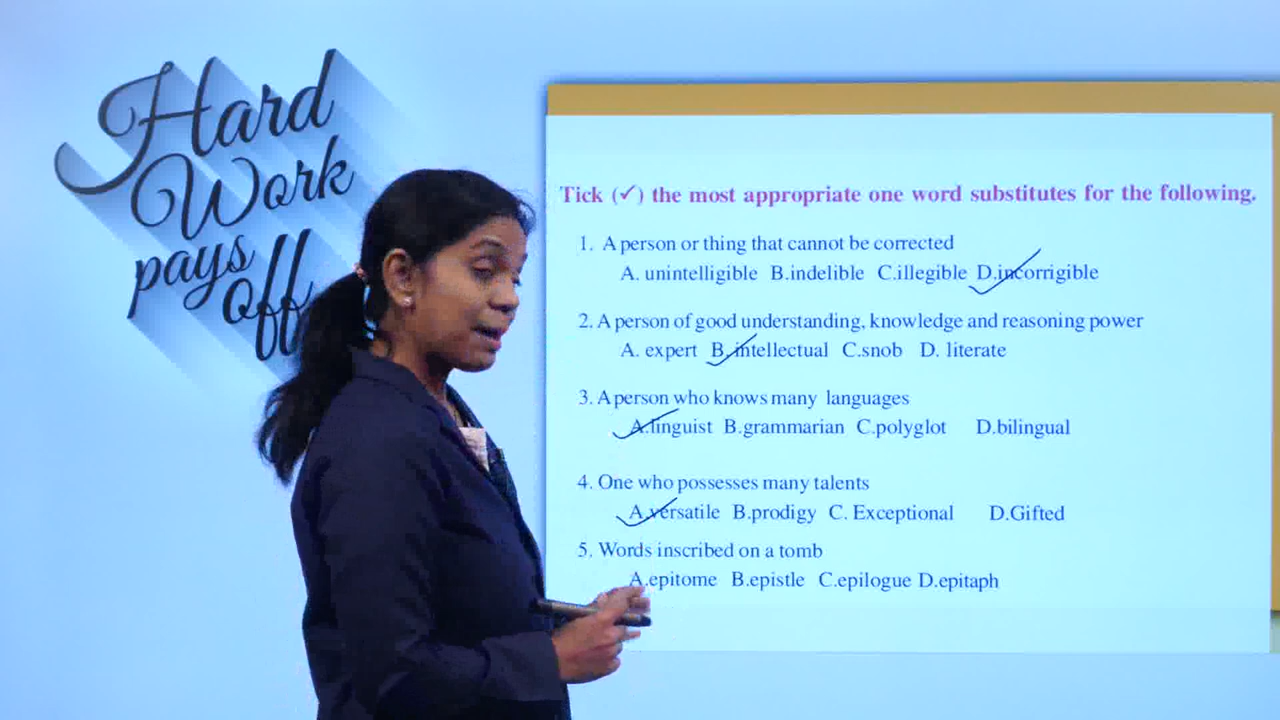 Hard
Work
pays
off
Tick (✓) the most appropriate one word substitutes for the following.
1. A person or thing that cannot be corrected
A. unintelligible B.indelible C.illegible D.incorrigible
2. A person of good understanding, knowledge and reasoning power
A. expert B. intellectual C.snob D. literate
3. A person who knows many languages
A.linguist B.grammarian C.polyglot D.bilingual
4. One who possesses many talents
A.versatile B.prodigy C. Exceptional D.Gifted
5. Words inscribed on a tomb
A.epitome B.epistle C.epilogue D.epitaph